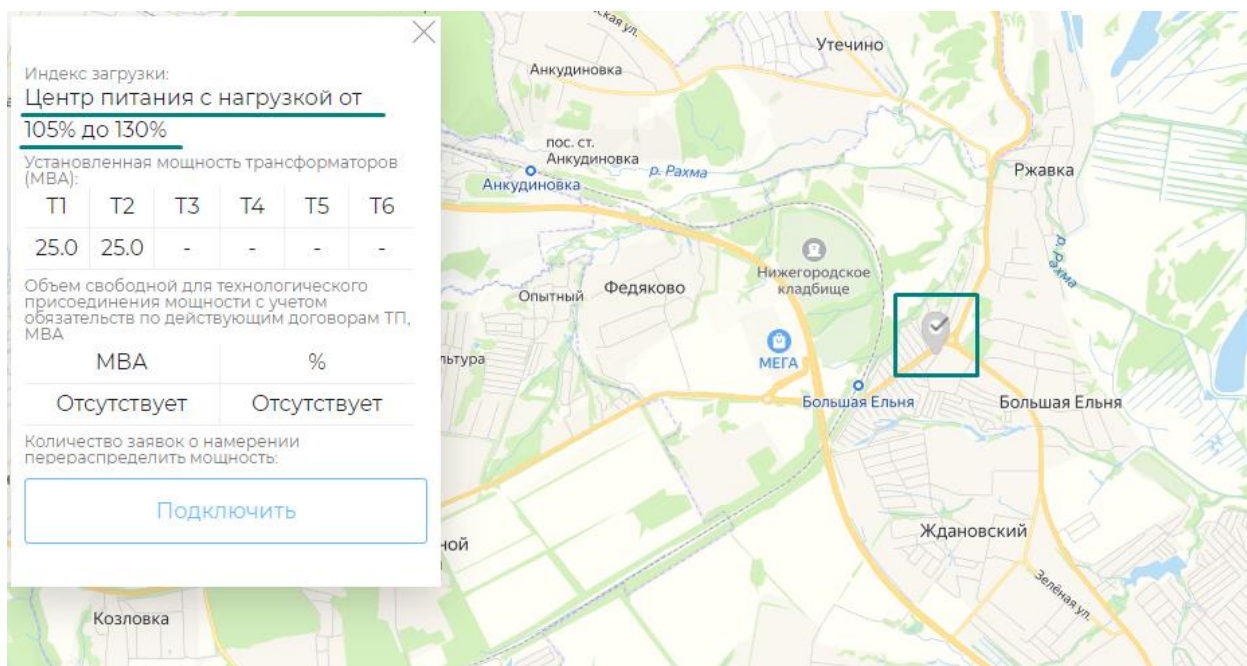 Индекс загрузки:
Центр питания с нагрузкой от
105% до 130%
Установленная мощность трансформаторов
(МВА):
Т1 Т2 Т3 Т4 Т5 Т6
25.0 25.0 - - - -
Объем свободной для технологического
присоединения мощности с учетом
обязательств по действующим договорам ТП,
МВА
МВА %
Отсутствует Отсутствует
Количество заявок о намерении
перераспределить мощность:
Подключить
Утечино
Анкудиновка
пос. ст.
Анкудиновка
Анкудиновка
р. Рахма
Ржавка
р. Рахма
Нижегородское
кладбище
Опытный
Федяково
МЕГА
Большая Ельня
Большая Ельня
Ждановский
Зелёная ул.
Козловка